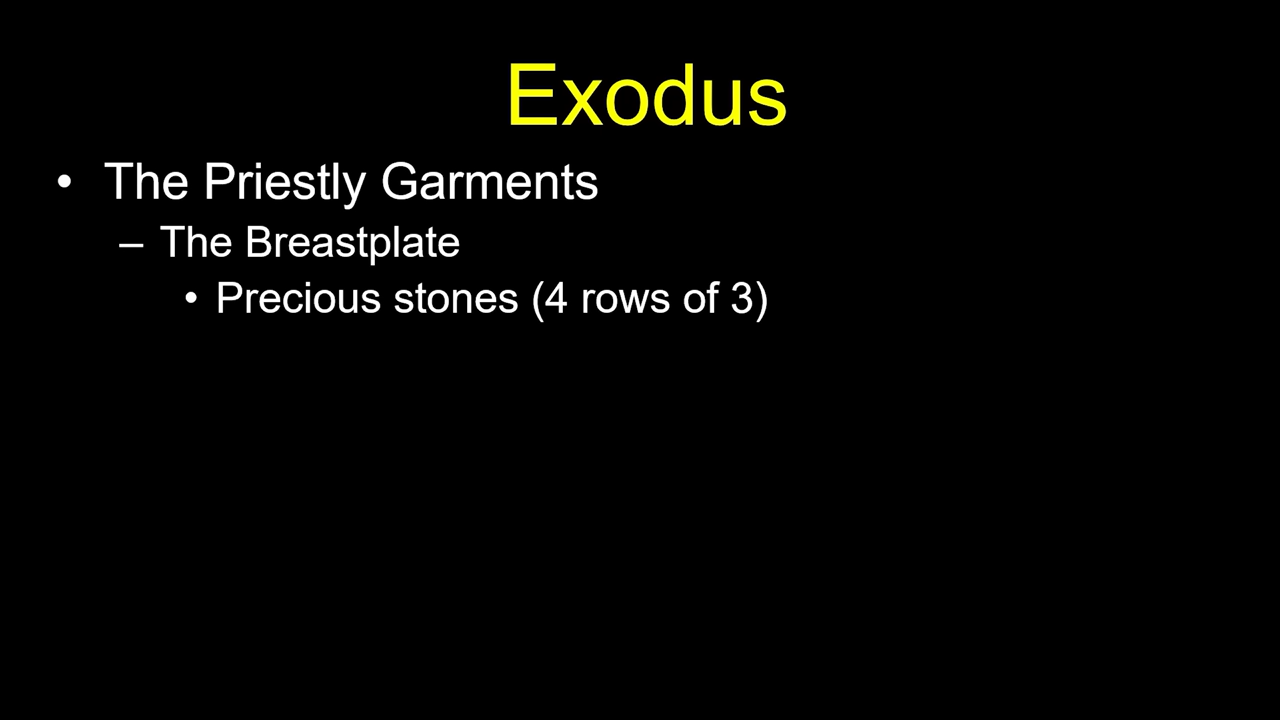 Exodus
• The Priestly Garments
– The Breastplate
• Precious stones (4 rows of 3)